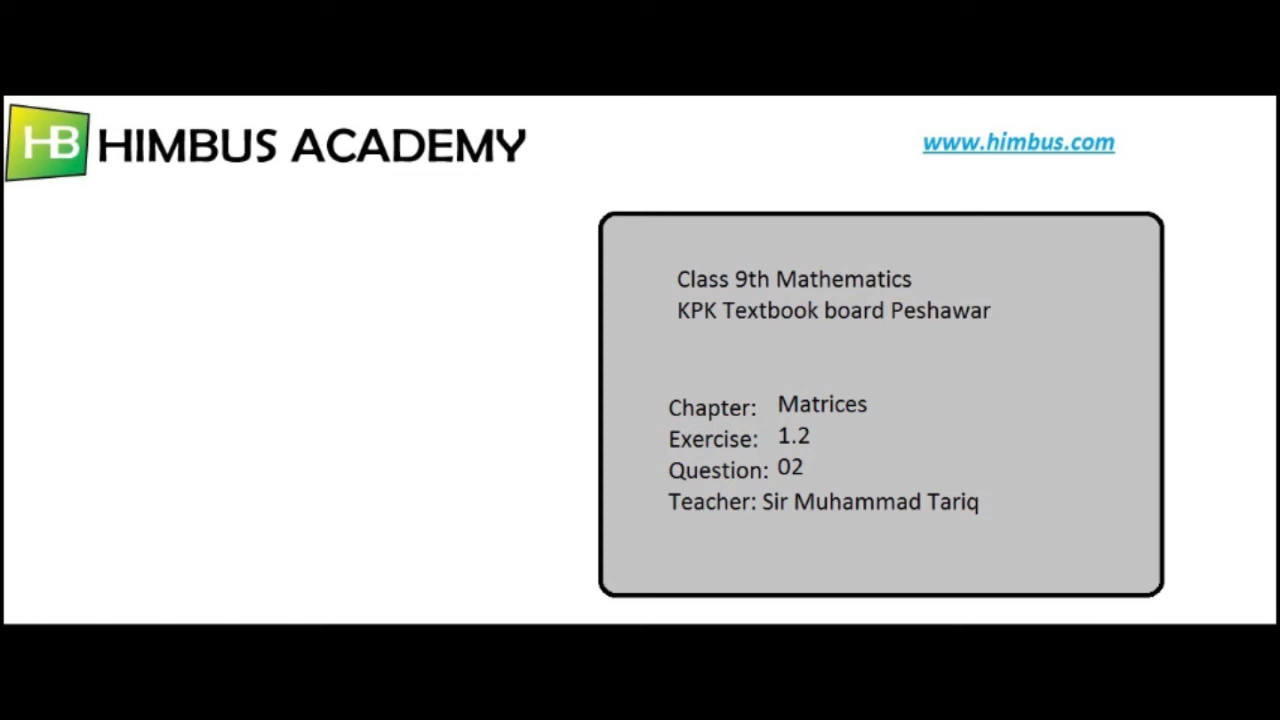 HB HIMBUS ACADEMY
www.himbus.com
Class 9th Mathematics
KPK Textbook board Peshawar
Chapter: Matrices
Exercise: 1.2
Question: 02
Teacher: Sir Muhammad Tariq